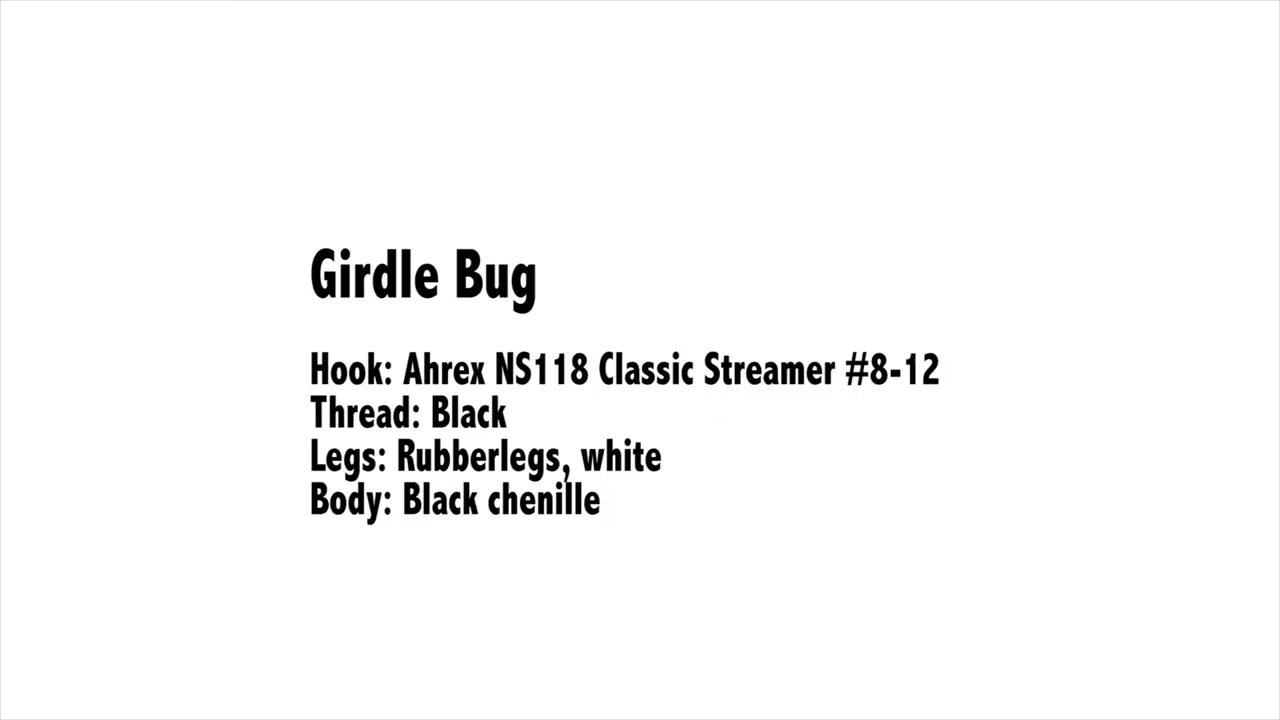 Girdle Bug
Hook: Ahrex NS118 Classic Streamer #8-12
Thread: Black
Legs: Rubberlegs, white
Body: Black chenille